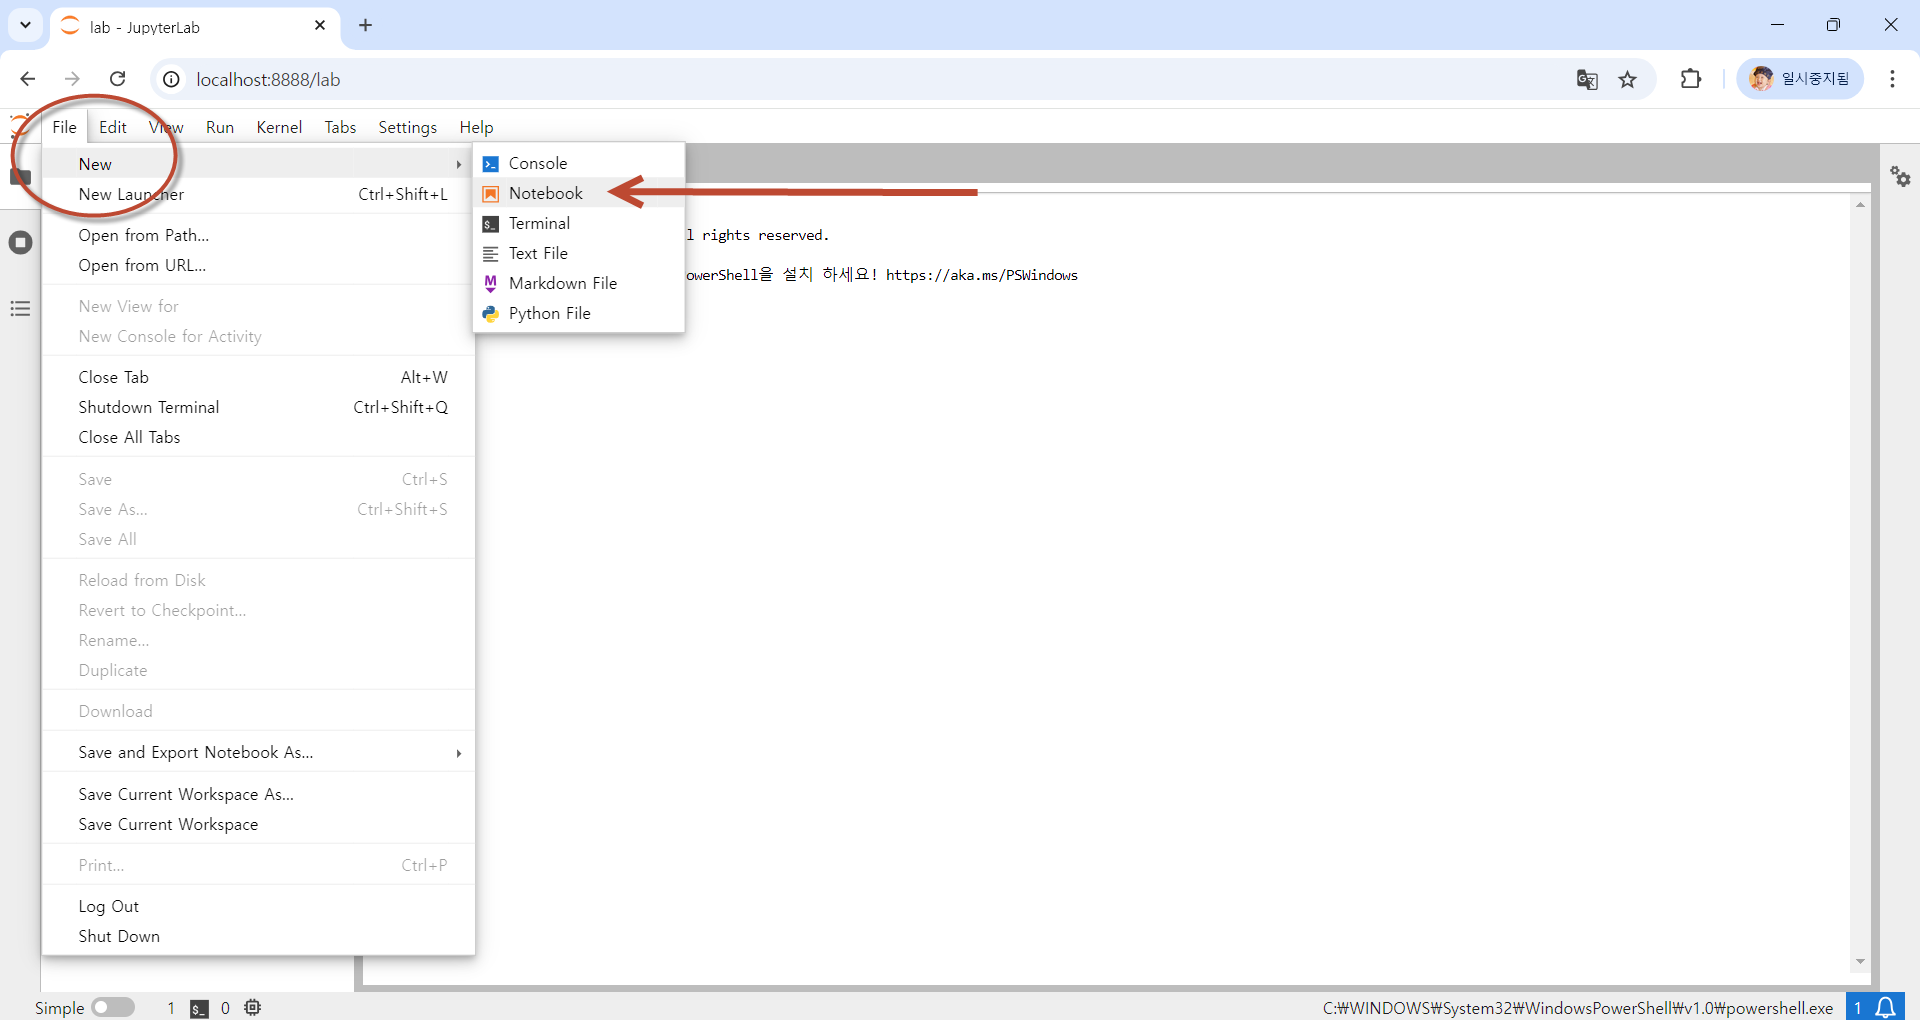 lab - JupyterLab
localhost:8888/lab
일시중지됨
File Edit View Run Kernel Tabs Settings Help
New
New Launcher Ctrl+Shift+L
Open from Path...
Open from URL...
New View for
New Console for Activity
Close Tab Alt+W
Shutdown Terminal Ctrl+Shift+Q
Close All Tabs
Save Ctrl+S
Save As... Ctrl+Shift+S
Save All
Reload from Disk
Revert to Checkpoint...
Rename...
Duplicate
Download
Save and Export Notebook As...
Save Current Workspace As...
Save Current Workspace
Print... Ctrl+P
Log Out
Shut Down
Console
Notebook
Terminal
Text File
Markdown File
Python File
l rights reserved.
owerShell을 설치 하세요! https://aka.ms/PSWindows
Simple 1 $_ 0
C:₩WINDOWS₩System32₩WindowsPowerShell₩v1.0₩powershell.exe 1